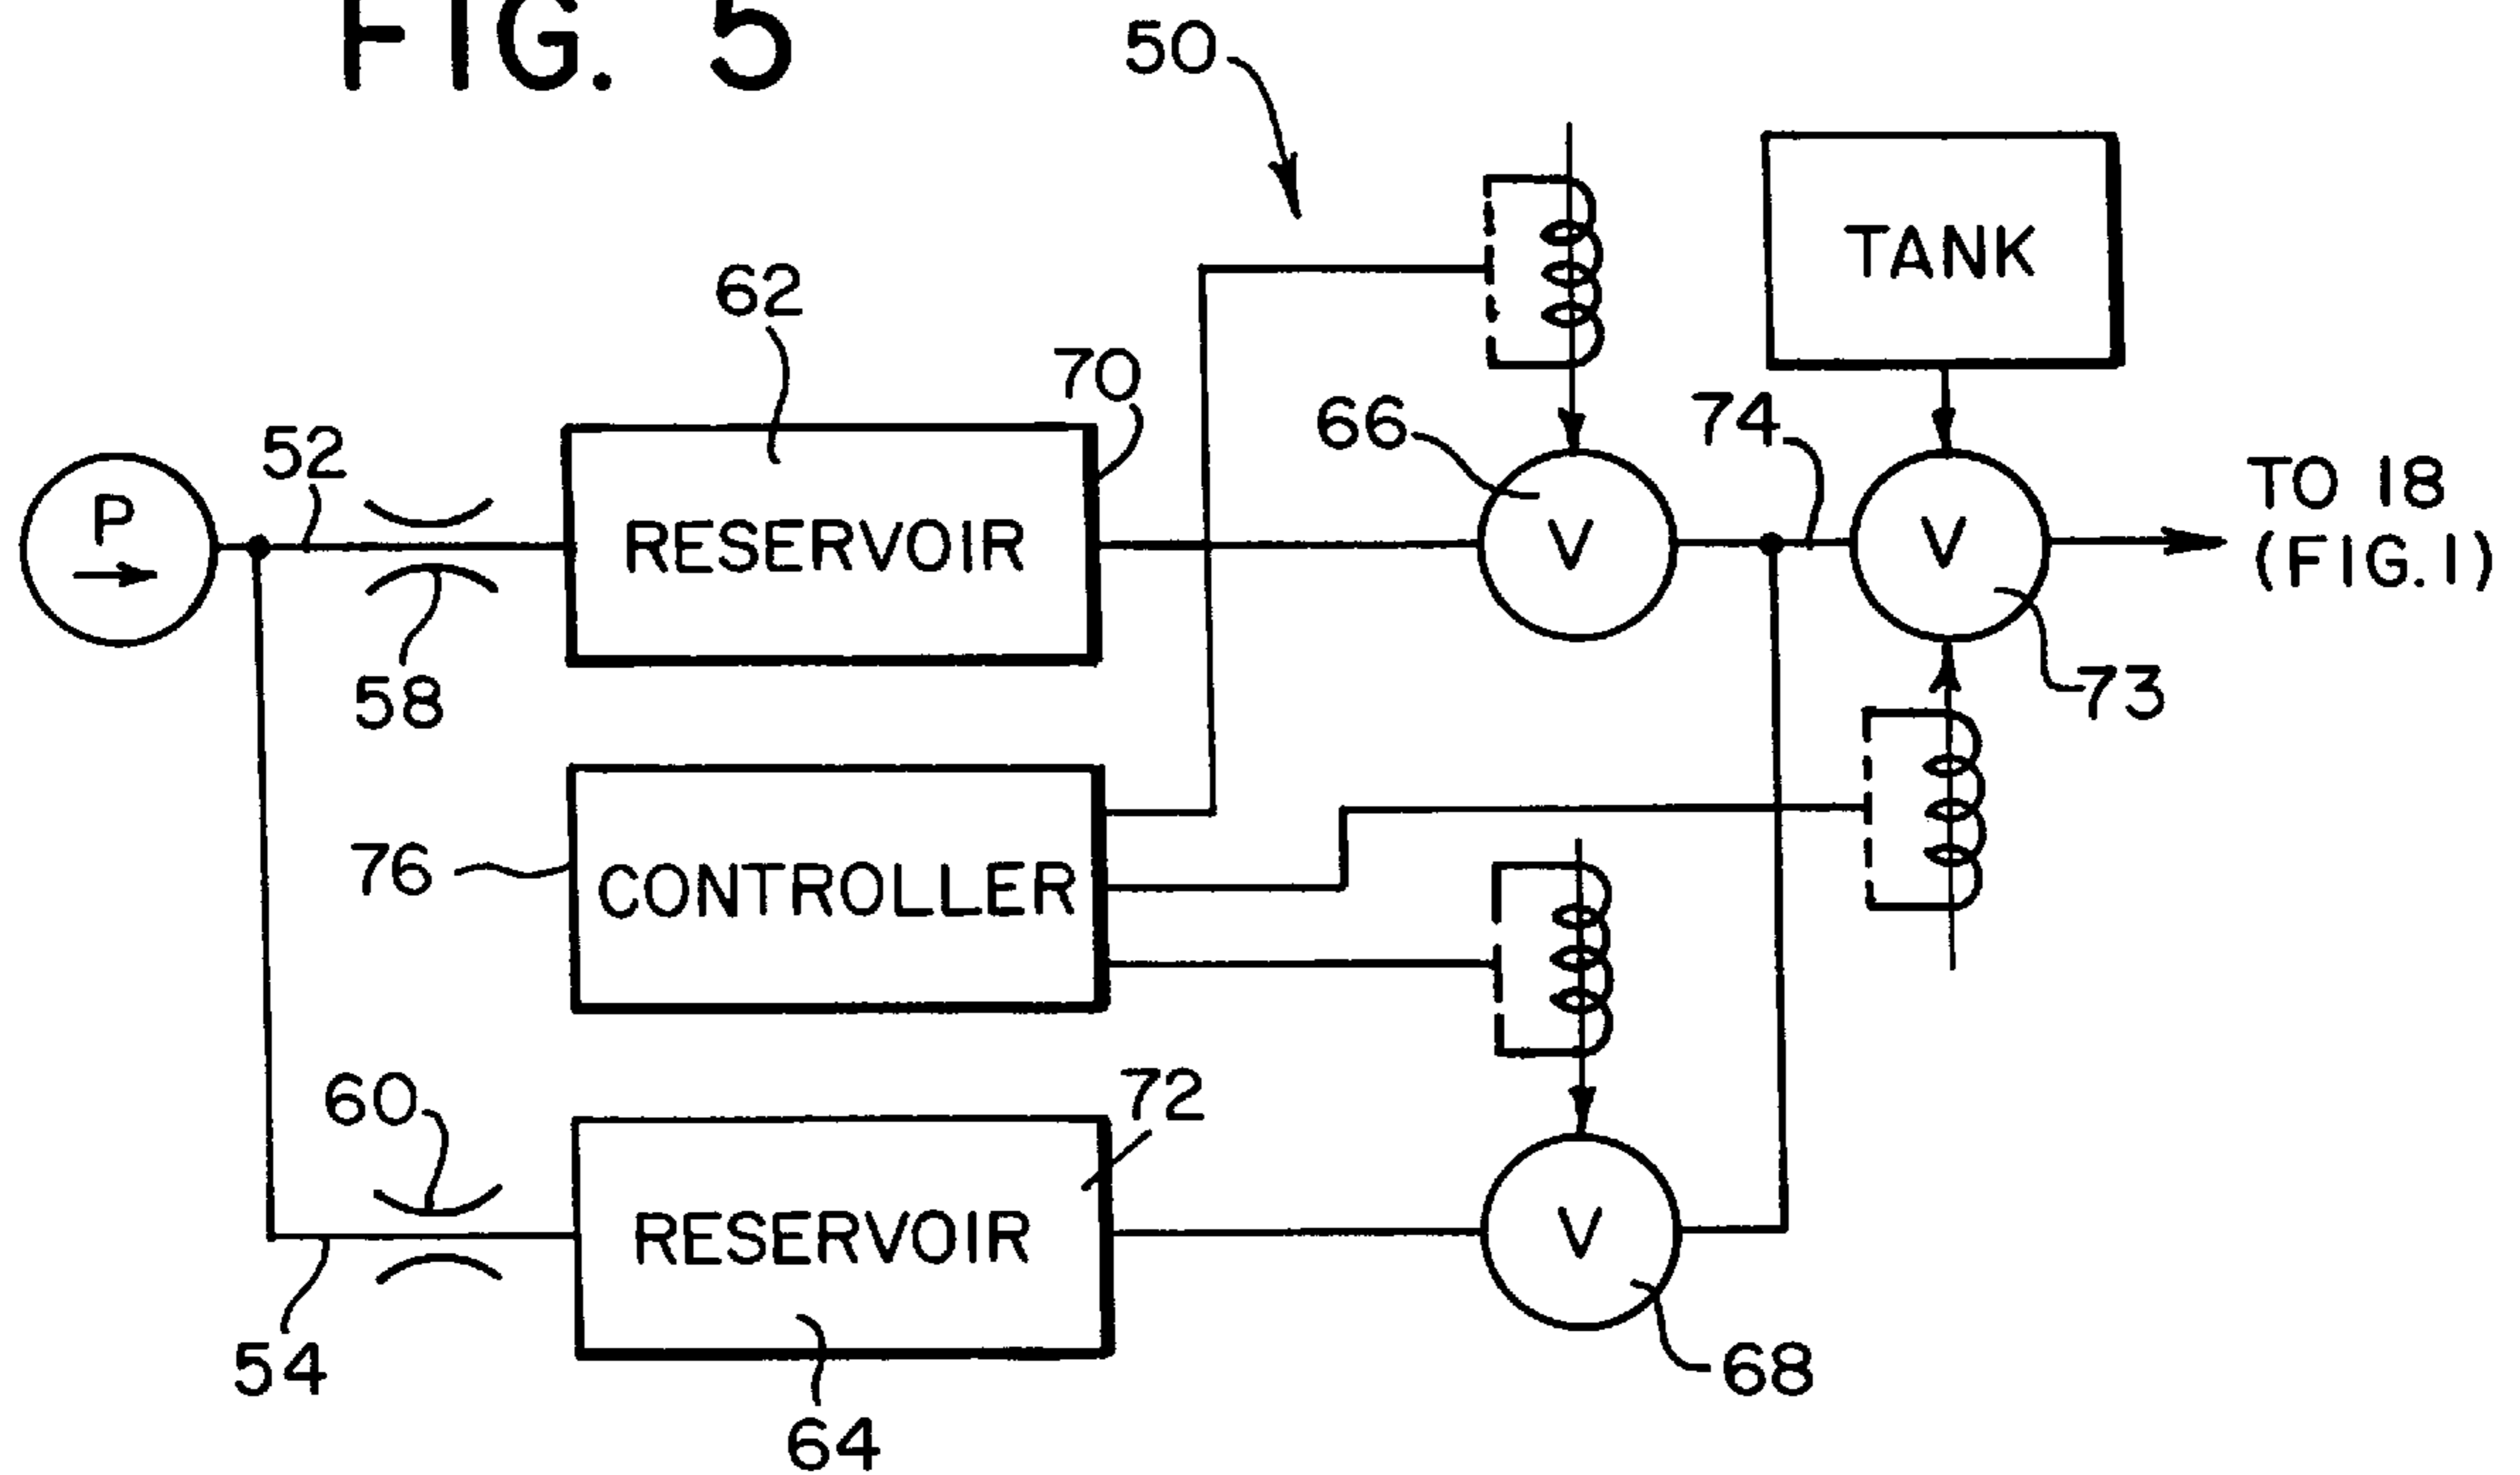 FIG. 5
50
TANK
62
70
66
74
52
P
RESERVOIR
V
V
TO 18
(FIG. 1)
58
73
76
CONTROLLER
60
72
RESERVOIR
V
54
68
64